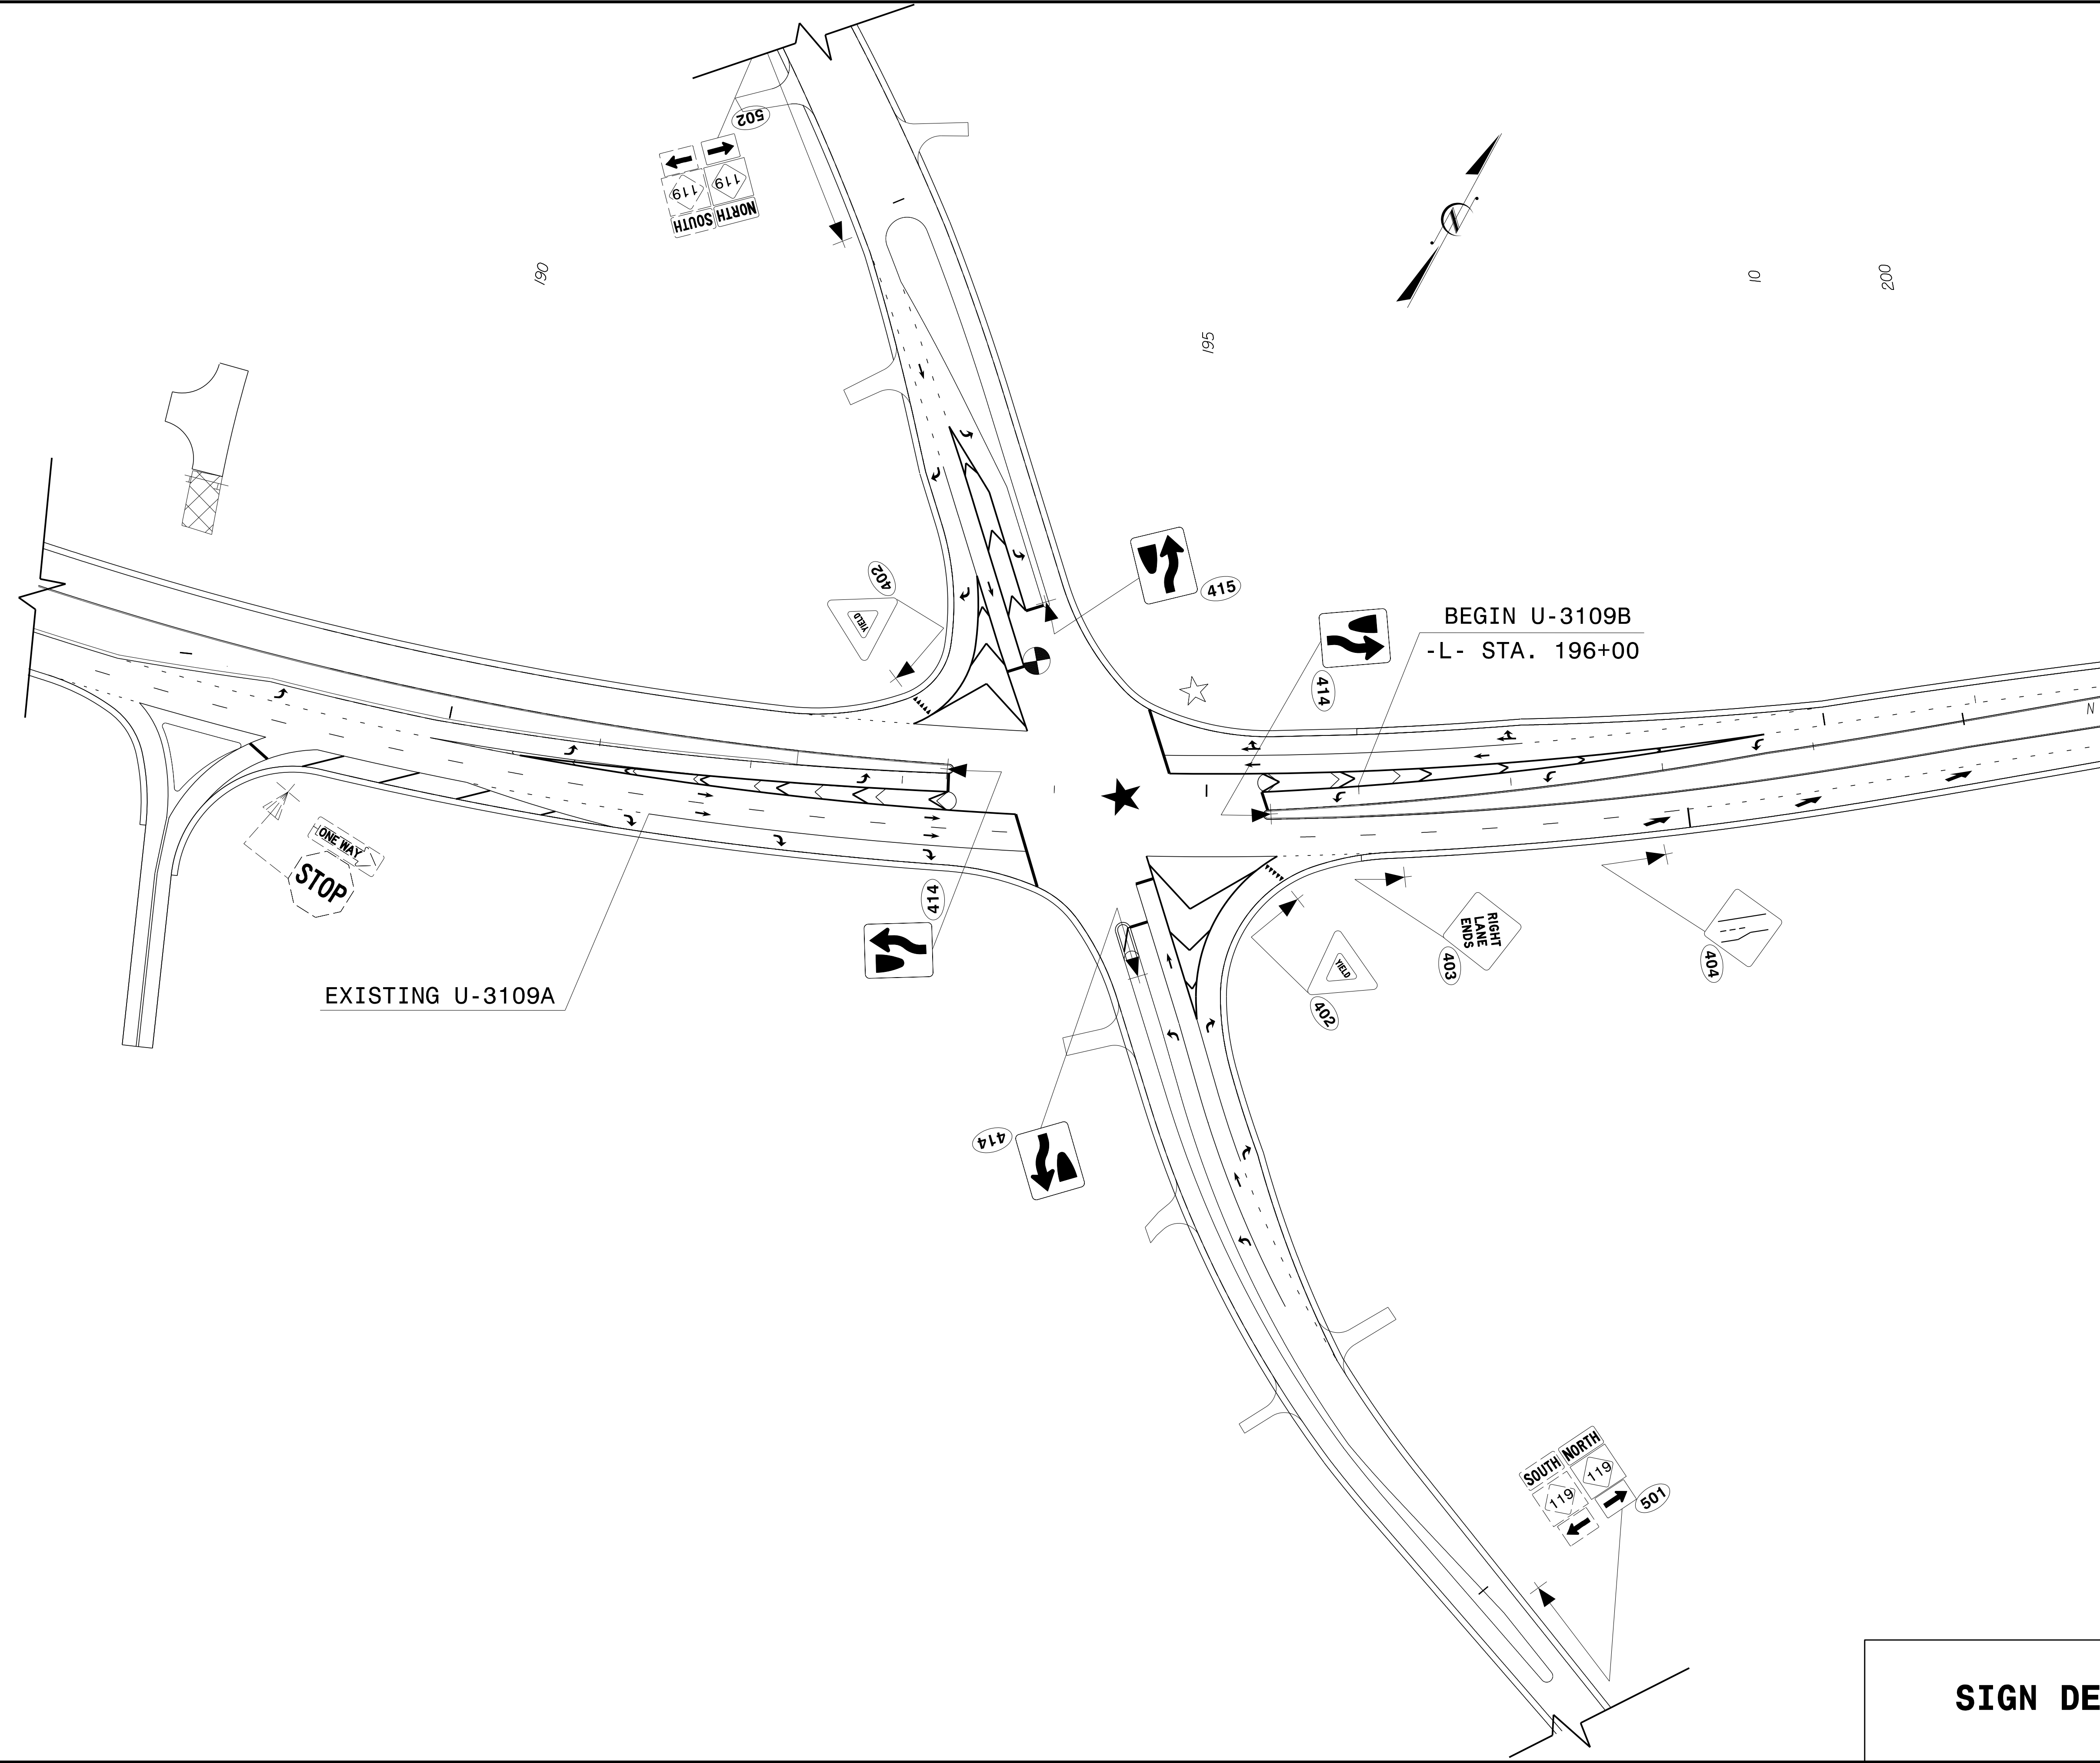 502
119
119
SOUTH
NORTH
190
195
10
200
402
YIELD
415
414
BEGIN U-3109B
-L- STA. 196+00
N
ONE WAY
STOP
414
EXISTING U-3109A
402
YIELD
403
RIGHT
LANE
ENDS
404
414
SOUTH
NORTH
119
119
501
SIGN DE